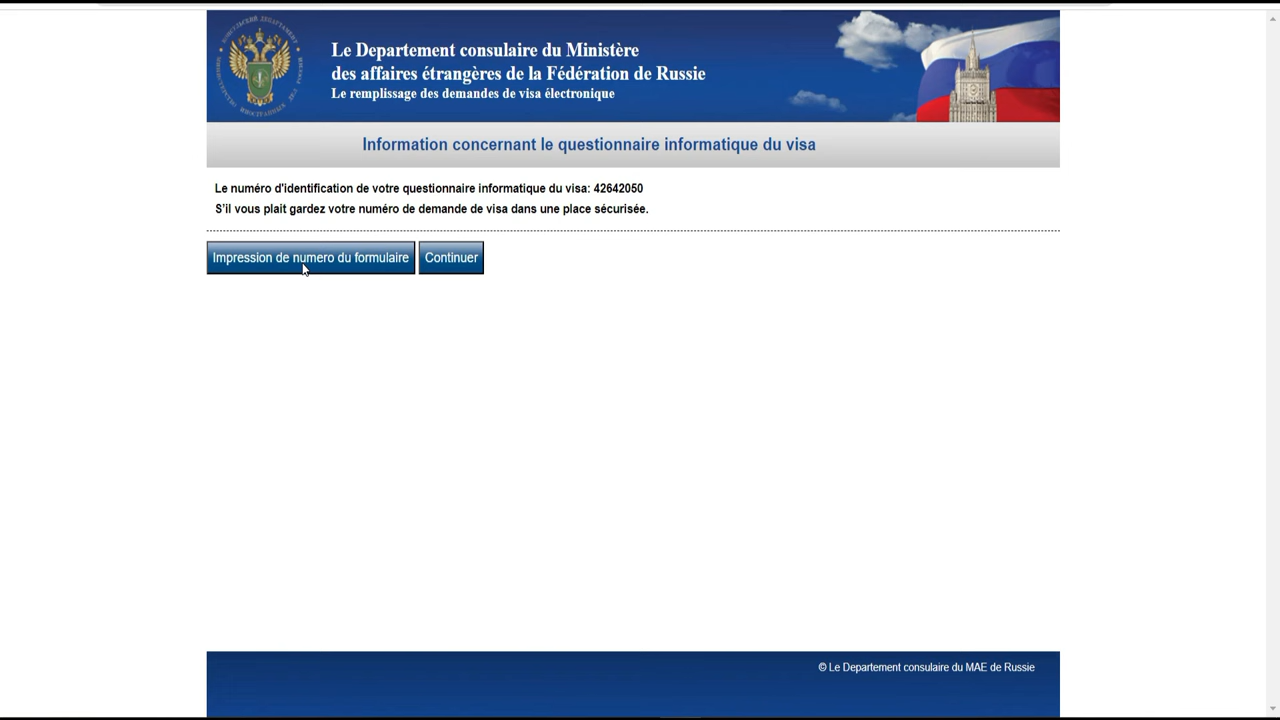 Le Departement consulaire du Ministère
des affaires étrangères de la Fédération de Russie
Le remplissage des demandes de visa électronique
Information concernant le questionnaire informatique du visa
Le numéro d'identification de votre questionnaire informatique du visa: 42642050
S'il vous plait gardez votre numéro de demande de visa dans une place sécurisée.
Impression de numero du formulaire
Continuer
© Le Departement consulaire du MAE de Russie